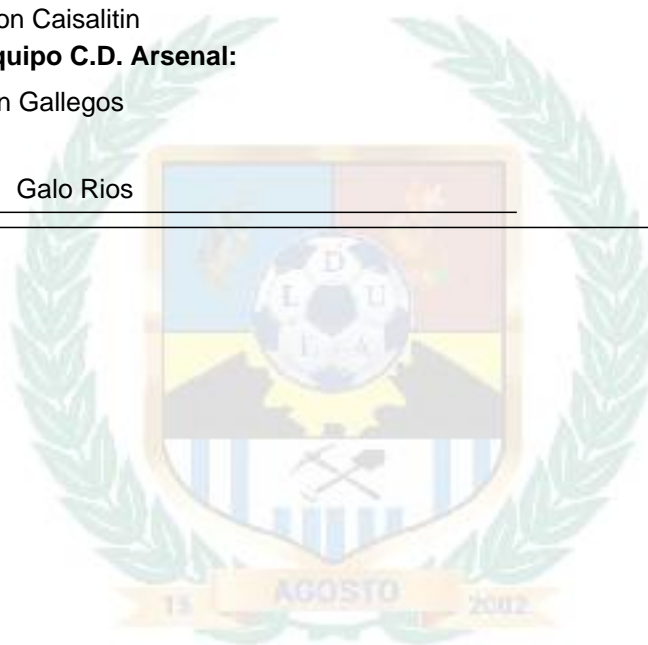 on Caisalitin
quipo C.D. Arsenal:
n Gallegos
Galo Rios
D
L U
L A
15 AGOSTO 2002